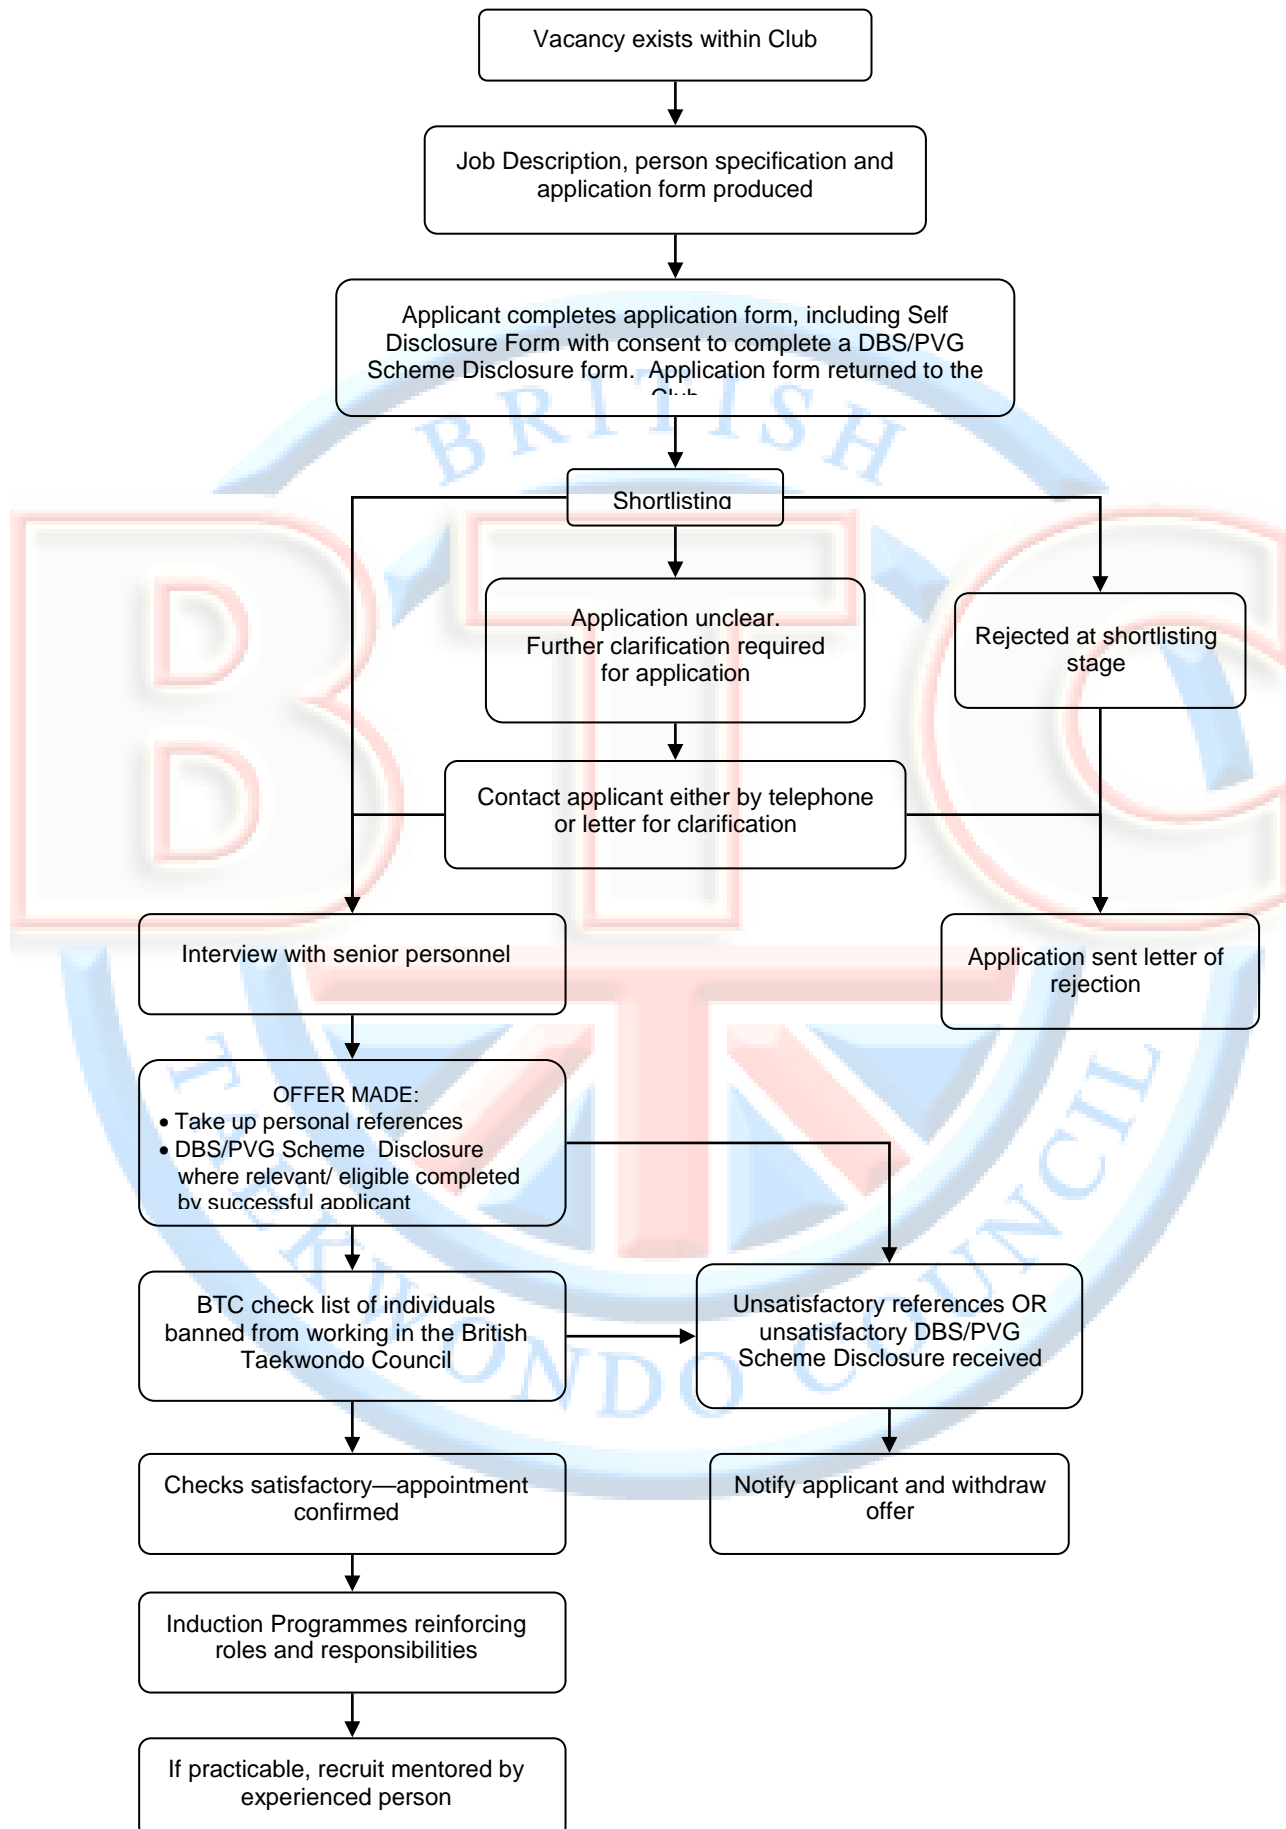 Vacancy exists within Club
Job Description, person specification and
application form produced
Applicant completes application form, including Self
Disclosure Form with consent to complete a DBS/PVG
Scheme Disclosure form.  Application form returned to the
Club
Shortlisting
Application unclear.
Further clarification required
for application
Rejected at shortlisting
stage
Contact applicant either by telephone
or letter for clarification
Interview with senior personnel
Application sent letter of
rejection
OFFER MADE:
• Take up personal references
• DBS/PVG Scheme  Disclosure
where relevant/ eligible completed
by successful applicant
BTC check list of individuals
banned from working in the British
Taekwondo Council
Unsatisfactory references OR
unsatisfactory DBS/PVG
Scheme Disclosure received
Checks satisfactory—appointment
confirmed
Notify applicant and withdraw
offer
Induction Programmes reinforcing
roles and responsibilities
If practicable, recruit mentored by
experienced person
BRITISH
BTC
TAEKWONDO COUNCIL